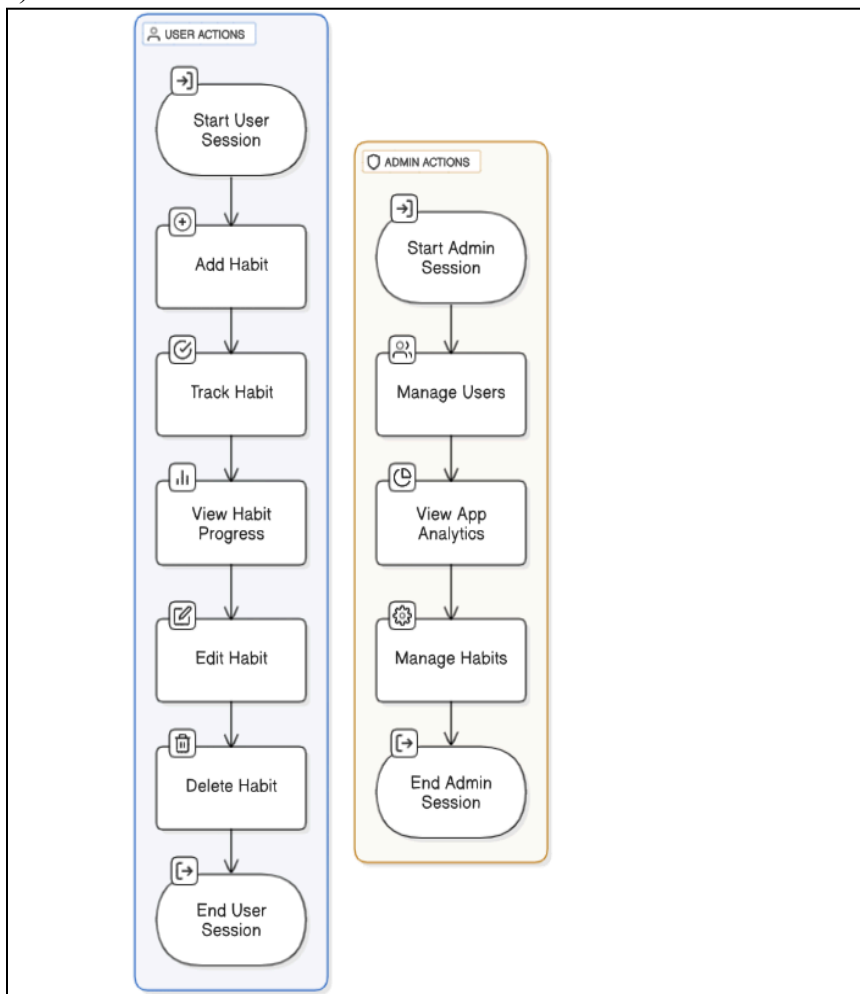 USER ACTIONS
Start User
Session
Add Habit
Track Habit
View Habit
Progress
Edit Habit
Delete Habit
End User
Session
ADMIN ACTIONS
Start Admin
Session
Manage Users
View App
Analytics
Manage Habits
End Admin
Session